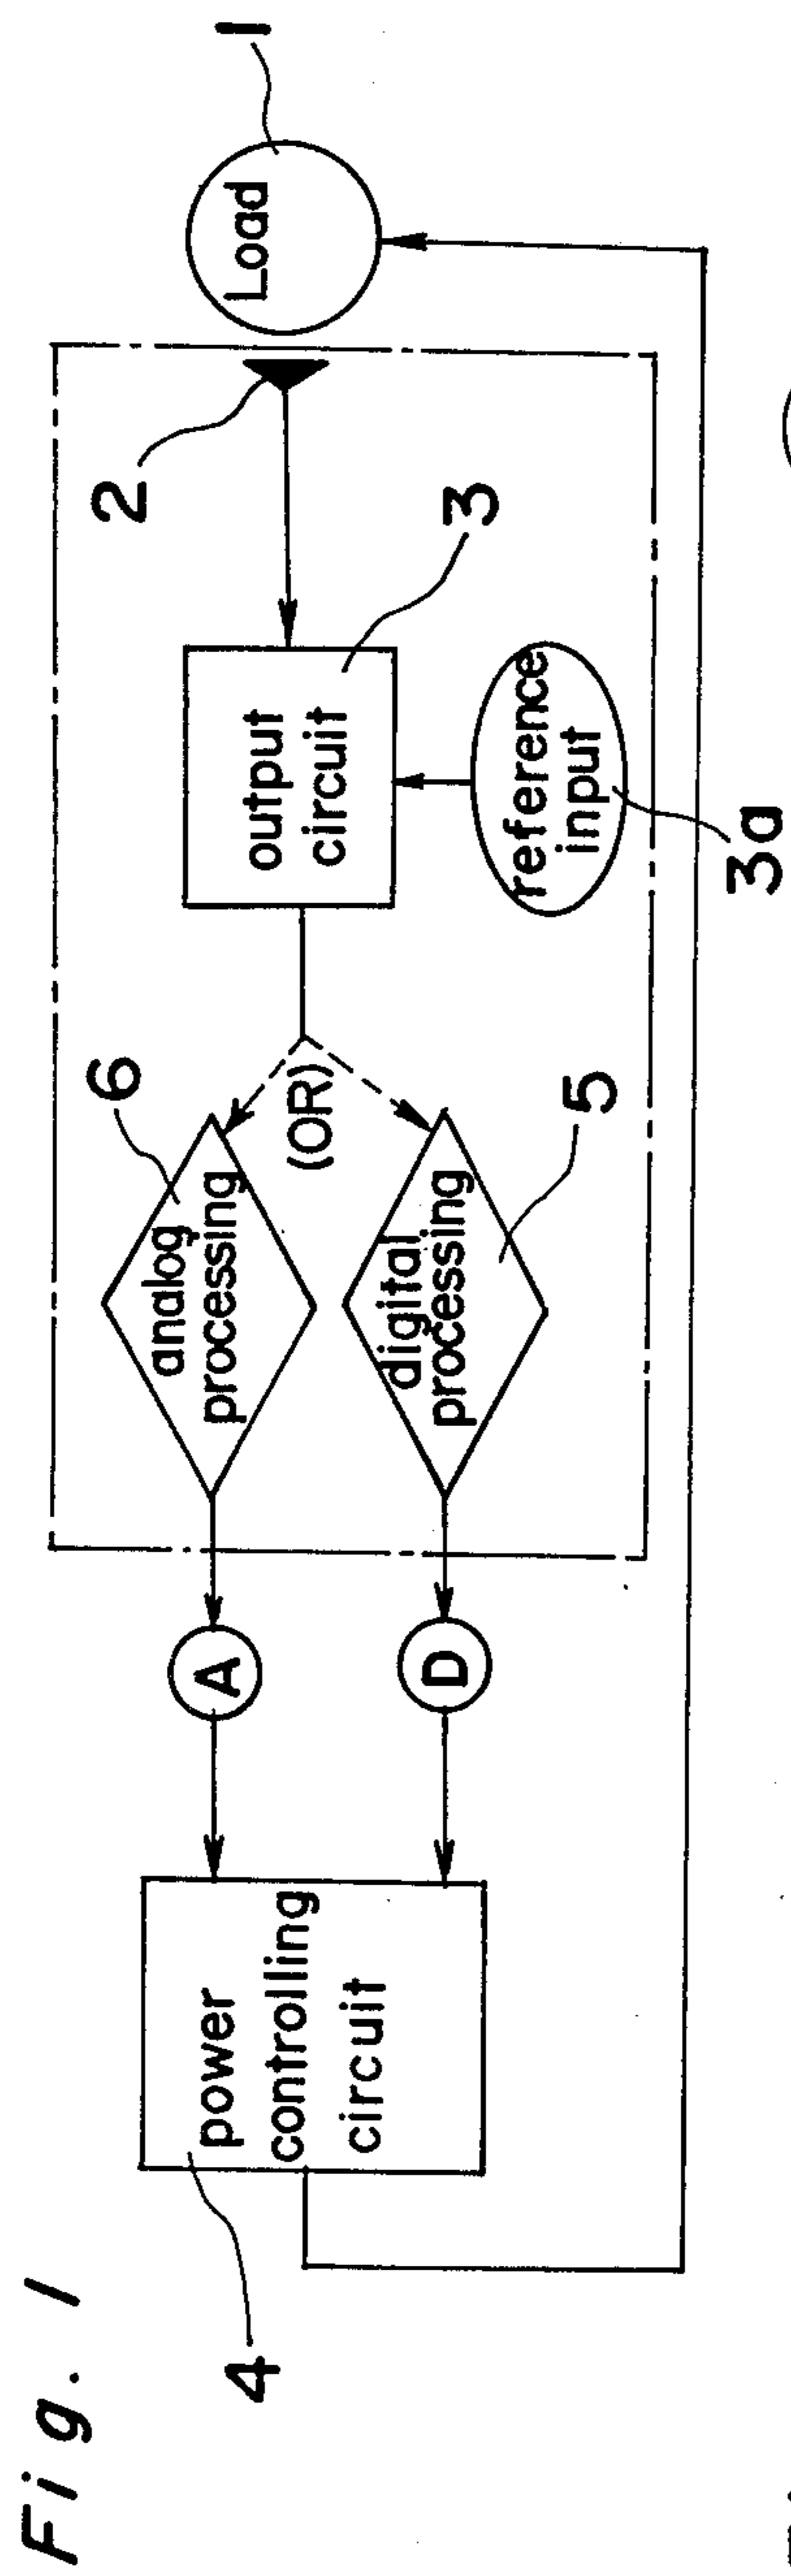 Fig. 1
4
power
controlling
circuit
A
D
6
analog
processing
(OR)
digital
processing
5
output
circuit
3
reference
input
3a
2
Load
1